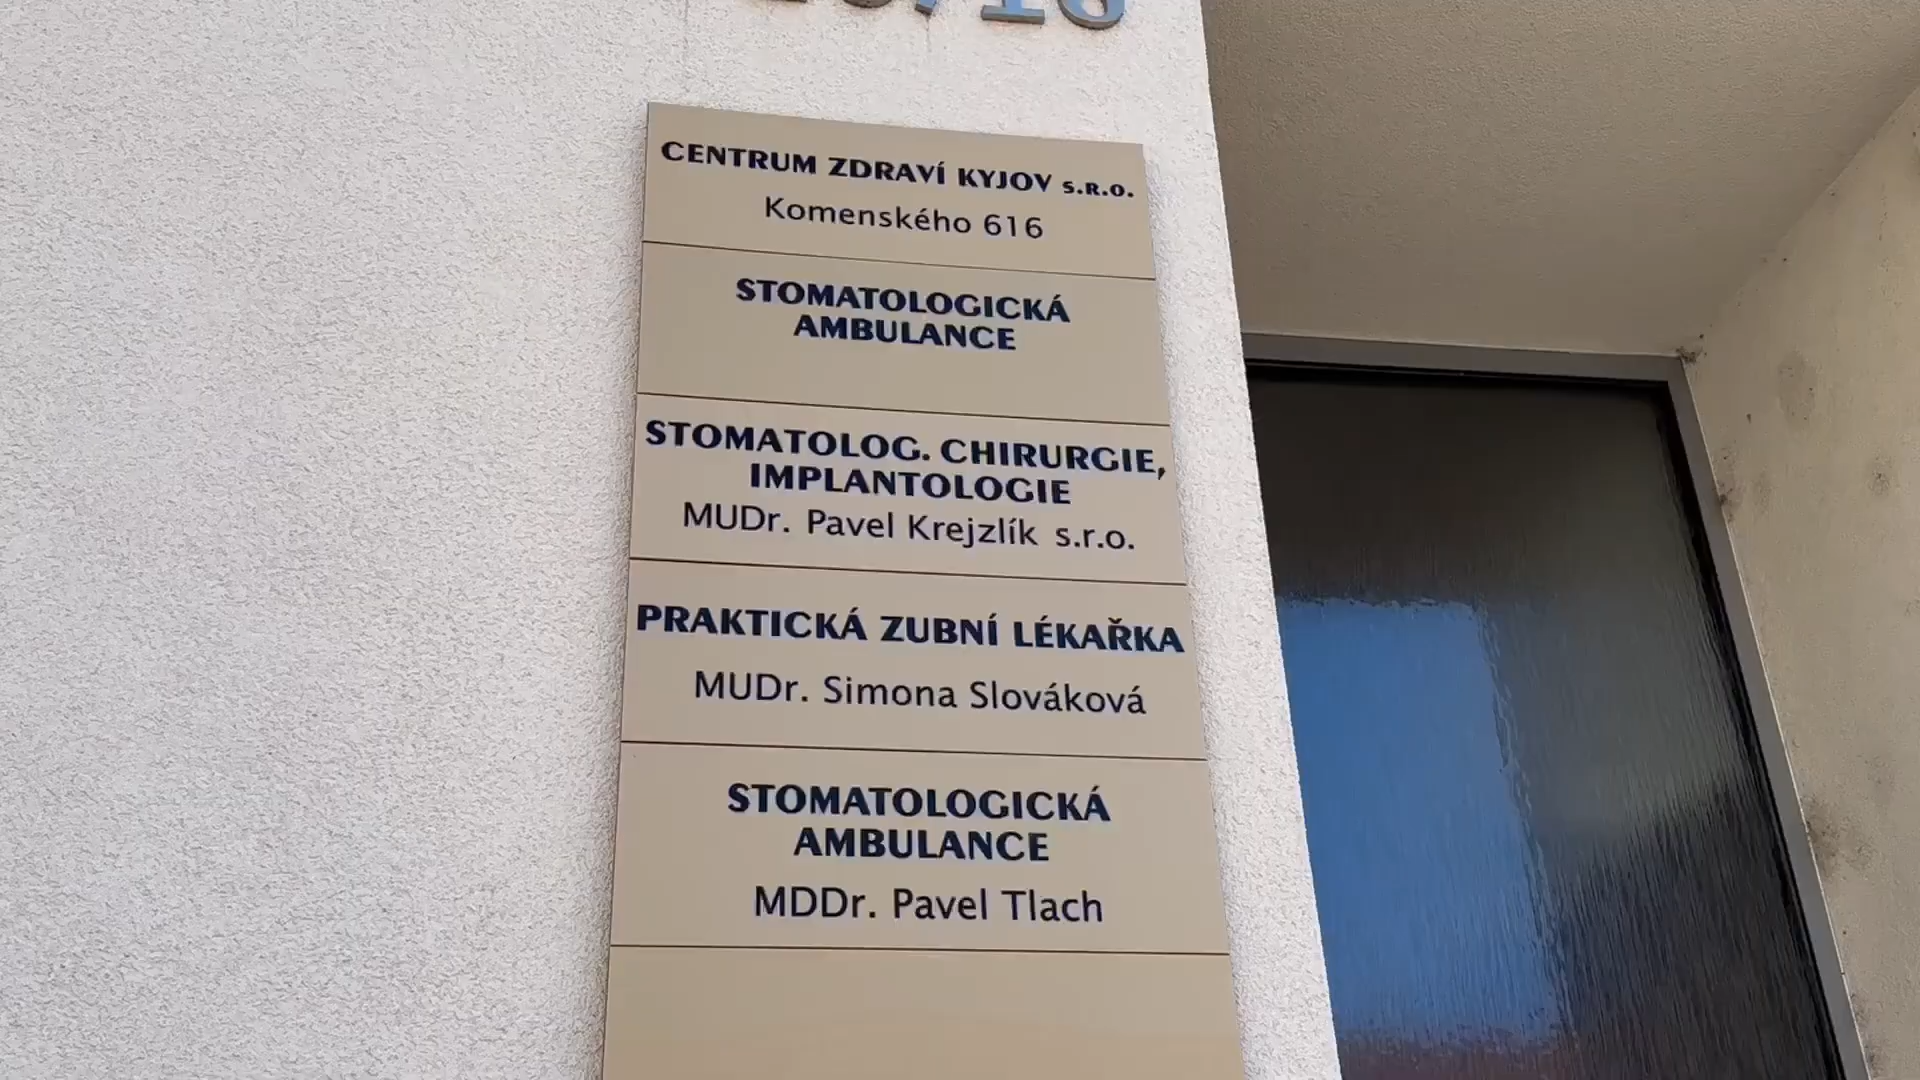 CENTRUM ZDRAVÍ KYJOV S.R.O.
Komenského 616
STOMATOLOGICKÁ
AMBULANCE
STOMATOLOG. CHIRURGIE,
IMPLANTOLOGIE
MUDr. Pavel Krejzlík s.r.o.
PRAKTICKÁ ZUBNÍ LÉKAŘKA
MUDr. Simona Slováková
STOMATOLOGICKÁ
AMBULANCE
MDDr. Pavel Tlach